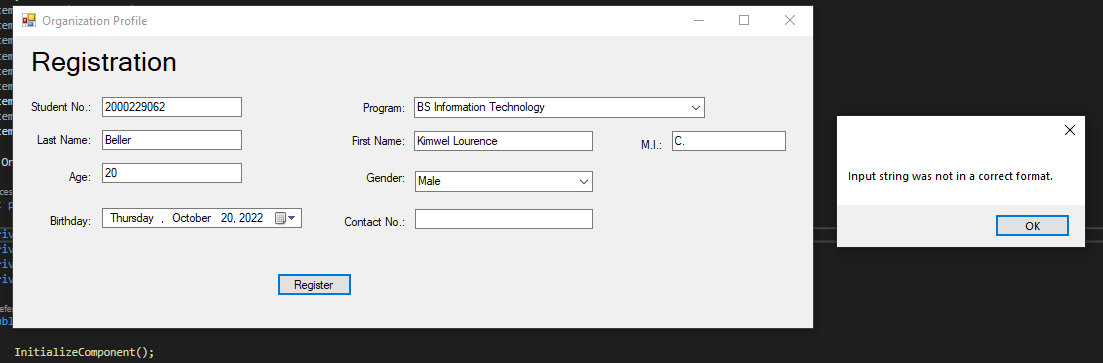 Organization Profile
Registration
Student No.: 2000229062
Program: BS Information Technology
Last Name: Beller
First Name: Kimwel Lourence
M.I.: C.
Age: 20
Gender: Male
Birthday: Thursday , October 20, 2022
Contact No.:
Register
Input string was not in a correct format.
OK
InitializeComponent();